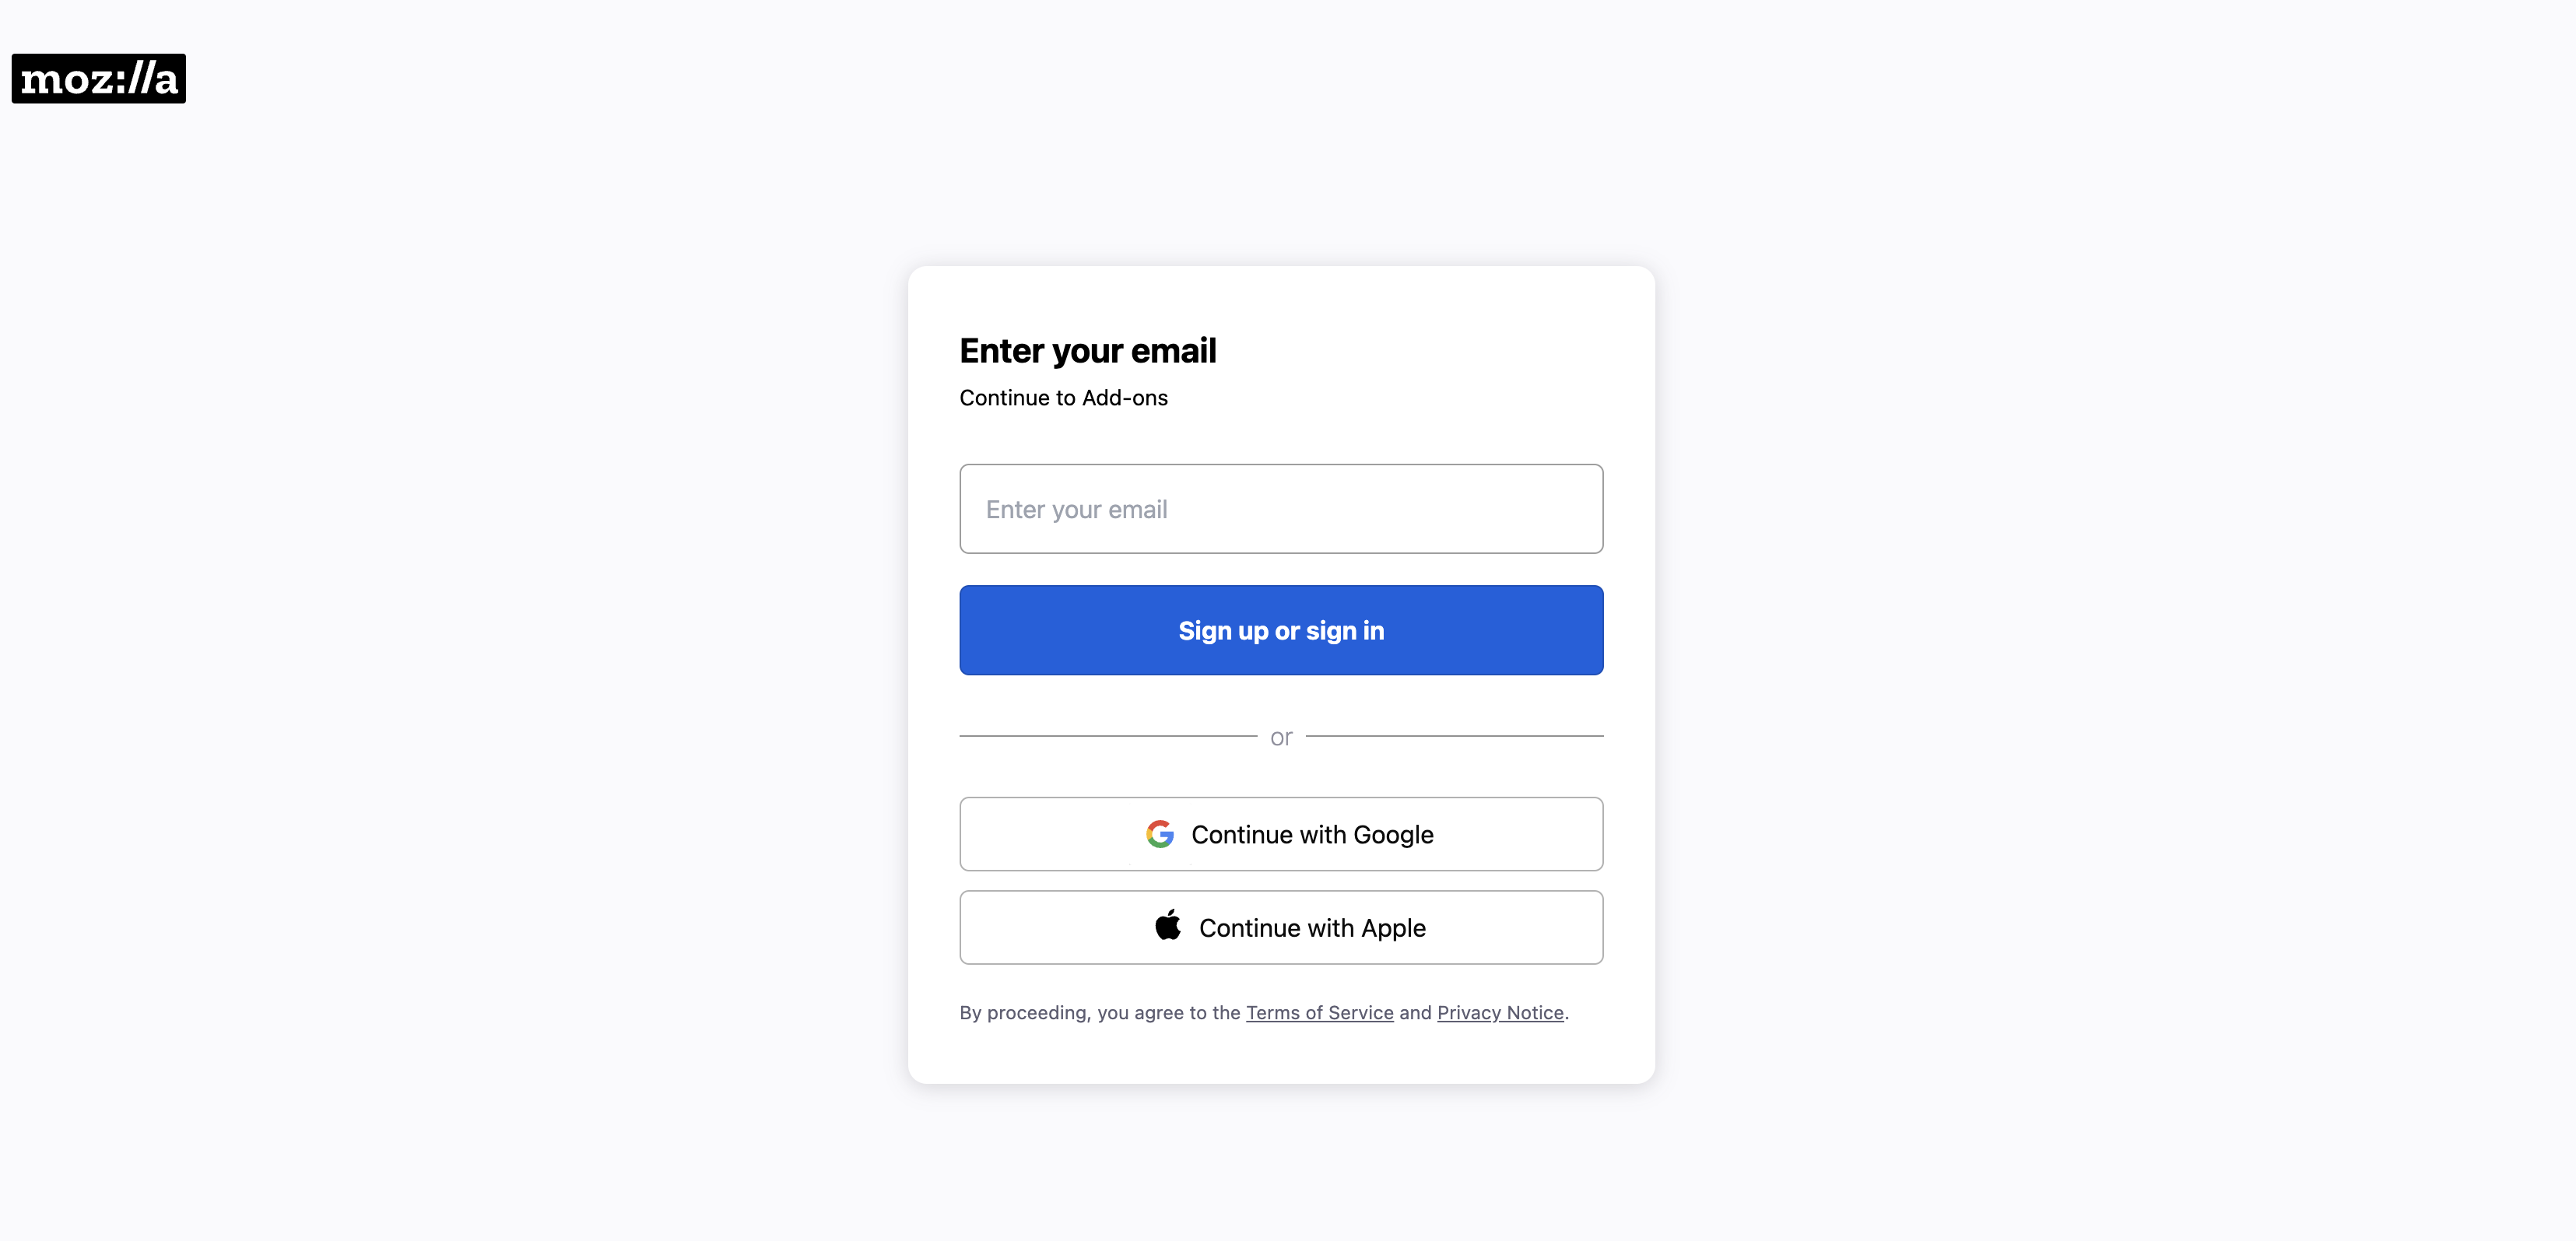 moz://a
Enter your email
Continue to Add-ons
Enter your email
Sign up or sign in
or
Continue with Google
Continue with Apple
By proceeding, you agree to the Terms of Service and Privacy Notice.